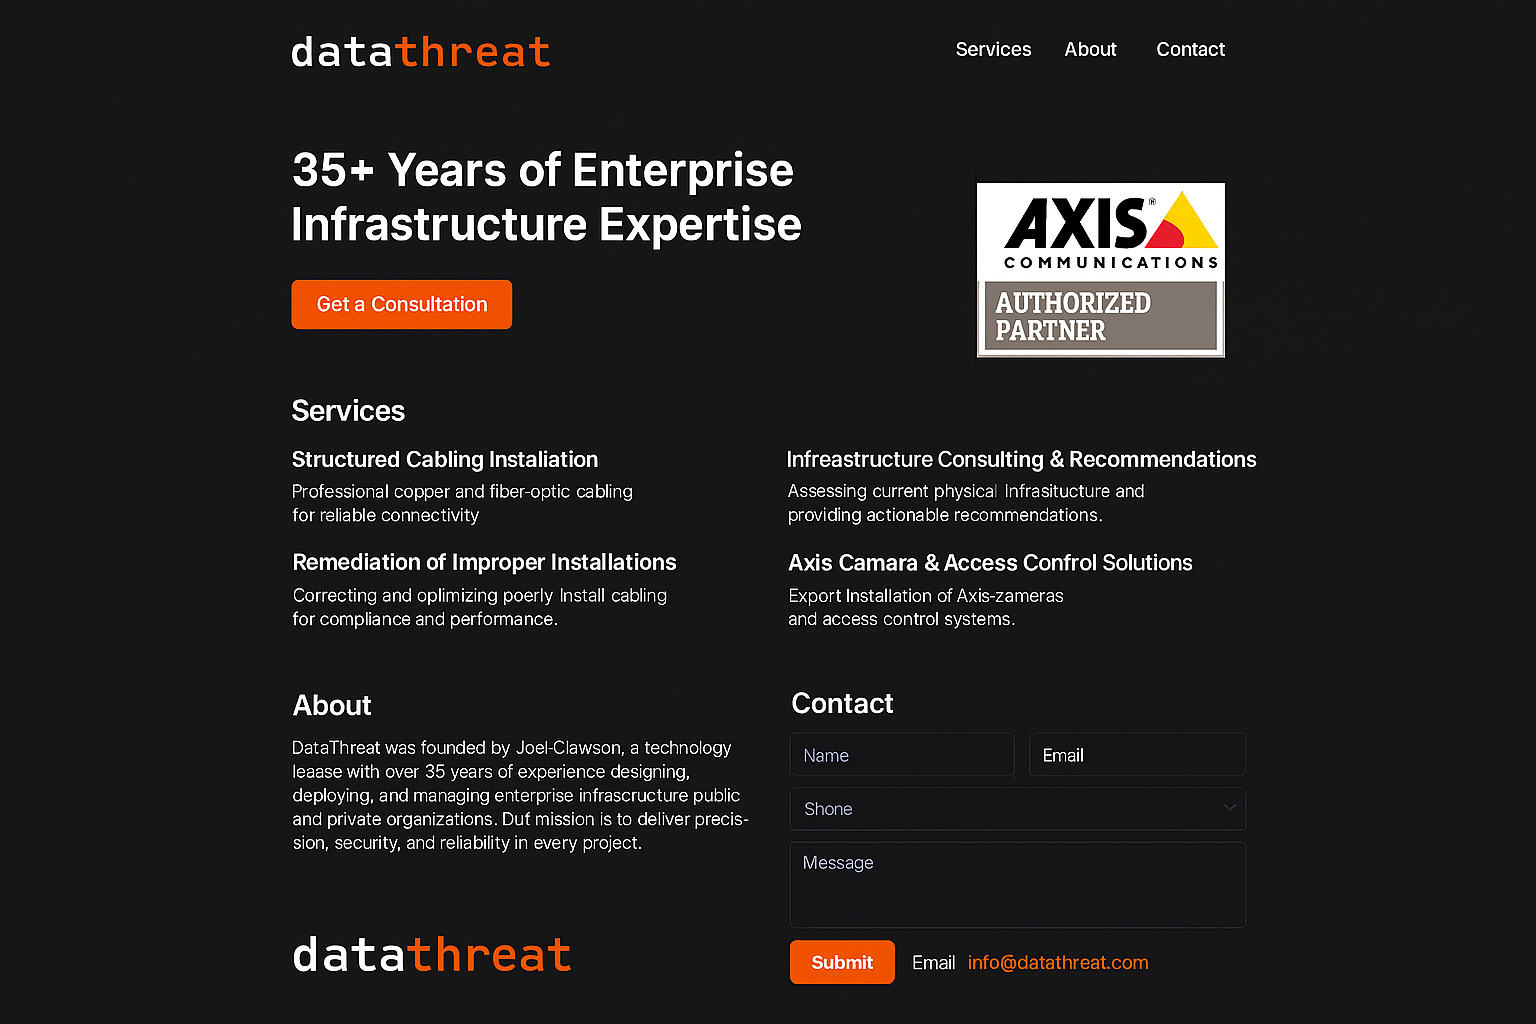 datathreat
Services About Contact
35+ Years of Enterprise
Infrastructure Expertise
Get a Consultation
AXIS®
COMMUNICATIONS
AUTHORIZED
PARTNER
Services
Structured Cabling Instaliation
Professional copper and fiber-optic cabling
for reliable connectivity
Infreastructure Consulting & Recommendations
Assessing current physical Infrasitucture and
providing actionable recommendations.
Remediation of Improper Installations
Correcting and oplimizing poerly Install cabling
for compliance and performance.
Axis Camara & Access Confrol Solutions
Export Installation of Axis-zameras
and access control systems.
About
DataThreat was founded by Joel-Clawson, a technology
leaase with over 35 years of experience designing,
deploying, and managing enterprise infrascructure public
and private organizations. Duf mission is to deliver precis-
sion, security, and reliability in every project.
Contact
Name
Email
Shone
Message
Submit
Email info@datathreat.com
datathreat